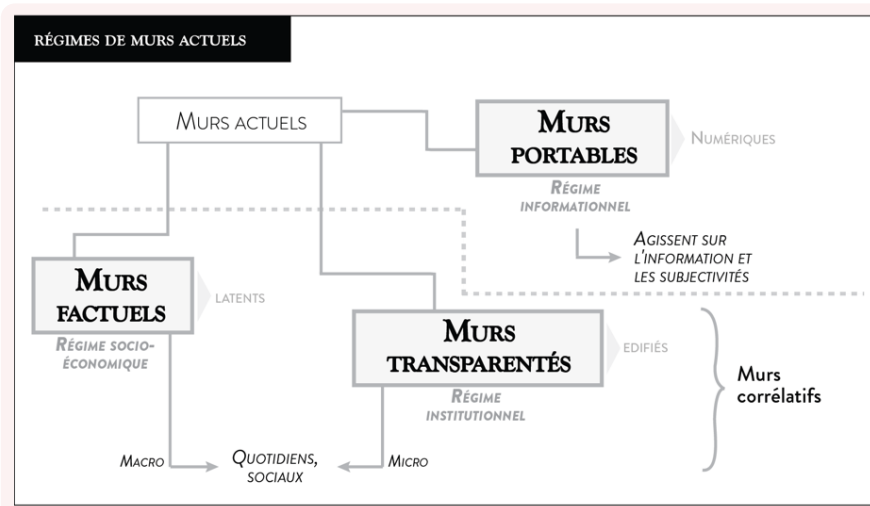 RÉGIMES DE MURS ACTUELS
MURS ACTUELS
MURS
PORTABLES
NUMÉRIQUES
RÉGIME
INFORMATIONNEL
AGISSENT SUR
L'INFORMATION ET
LES SUBJECTIVITÉS
MURS
FACTUELS
LATENTS
RÉGIME SOCIO-
ÉCONOMIQUE
MURS
TRANSPARENTÉS
EDIFIÉS
RÉGIME
INSTITUTIONNEL
Murs
corrélatifs
MACRO
QUOTIDIENS,
SOCIAUX
MICRO